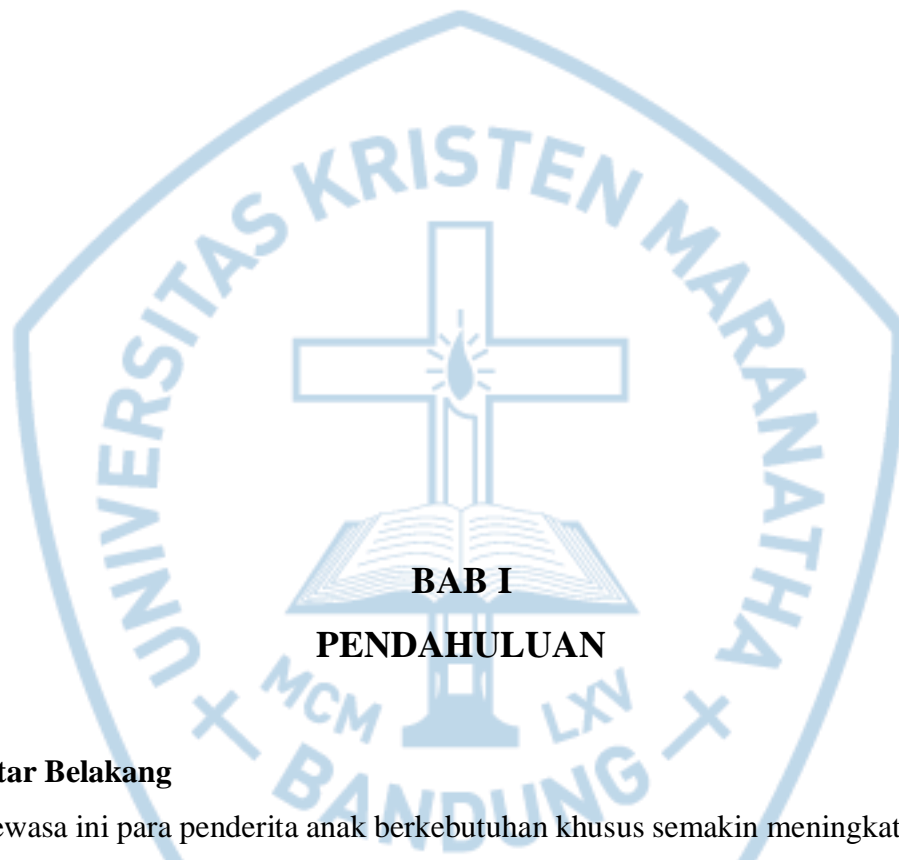 UNIVERSITAS KRISTEN MARANATHA
BAB I
PENDAHULUAN
MCM LXV
BANDUNG
tar Belakang
ewasa ini para penderita anak berkebutuhan khusus semakin meningkat